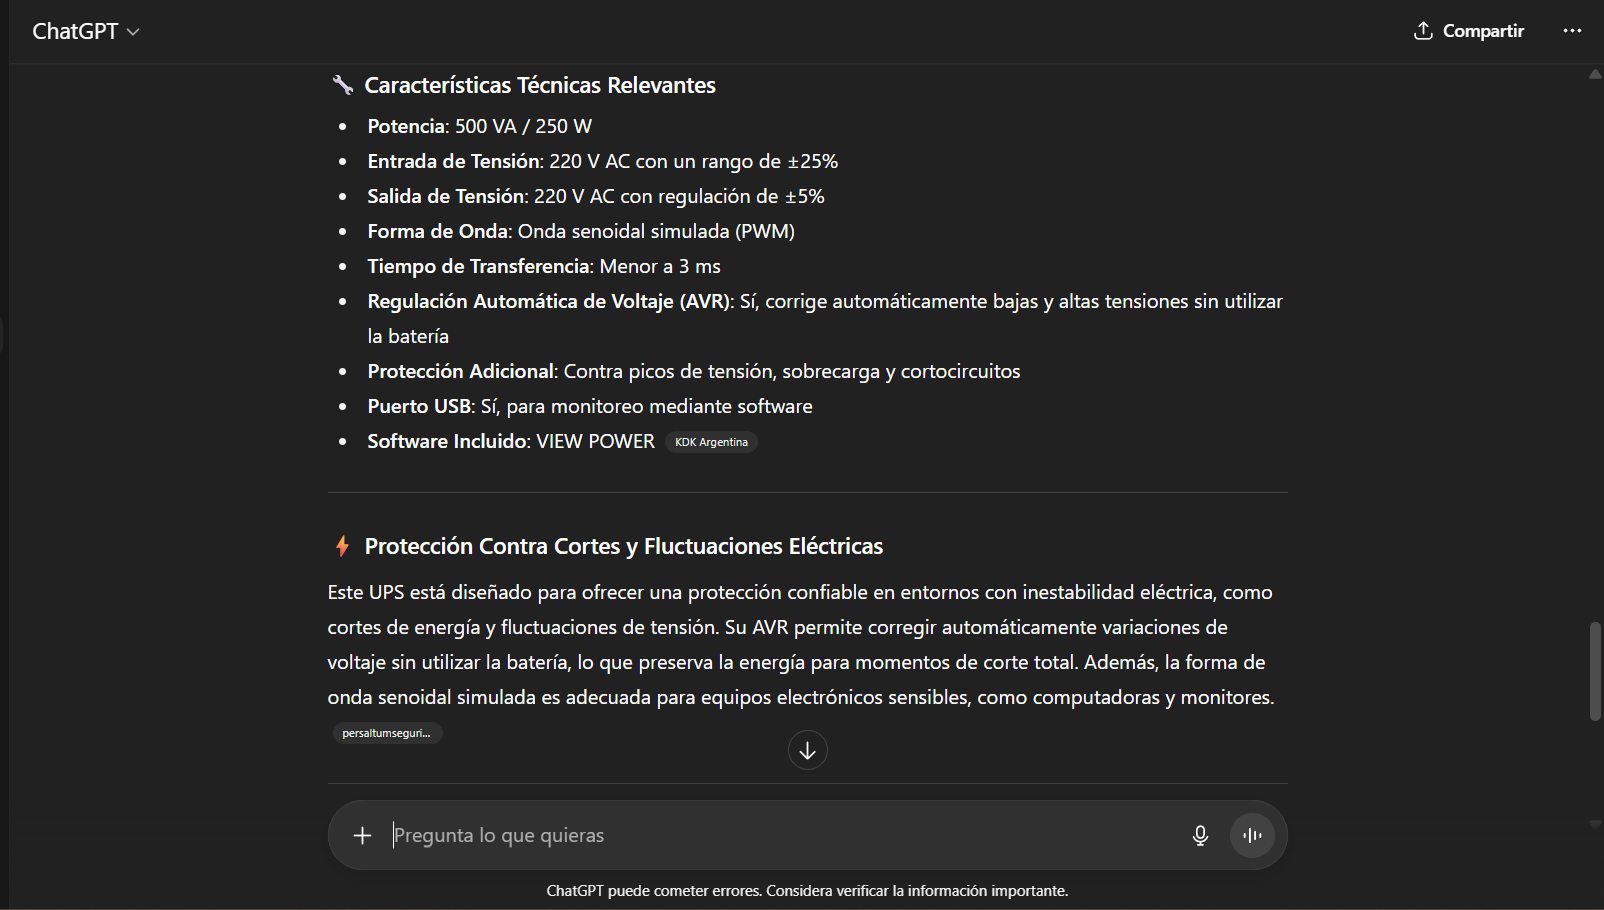 ChatGPT
Compartir
Características Técnicas Relevantes
Potencia: 500 VA / 250 W
Entrada de Tensión: 220 V AC con un rango de ±25%
Salida de Tensión: 220 V AC con regulación de ±5%
Forma de Onda: Onda senoidal simulada (PWM)
Tiempo de Transferencia: Menor a 3 ms
Regulación Automática de Voltaje (AVR): Sí, corrige automáticamente bajas y altas tensiones sin utilizar
la batería
Protección Adicional: Contra picos de tensión, sobrecarga y cortocircuitos
Puerto USB: Sí, para monitoreo mediante software
Software Incluido: VIEW POWER KDK Argentina
Protección Contra Cortes y Fluctuaciones Eléctricas
Este UPS está diseñado para ofrecer una protección confiable en entornos con inestabilidad eléctrica, como
cortes de energía y fluctuaciones de tensión. Su AVR permite corregir automáticamente variaciones de
voltaje sin utilizar la batería, lo que preserva la energía para momentos de corte total. Además, la forma de
onda senoidal simulada es adecuada para equipos electrónicos sensibles, como computadoras y monitores.
persaltumseguri...
Pregunta lo que quieras
ChatGPT puede cometer errores. Considera verificar la información importante.